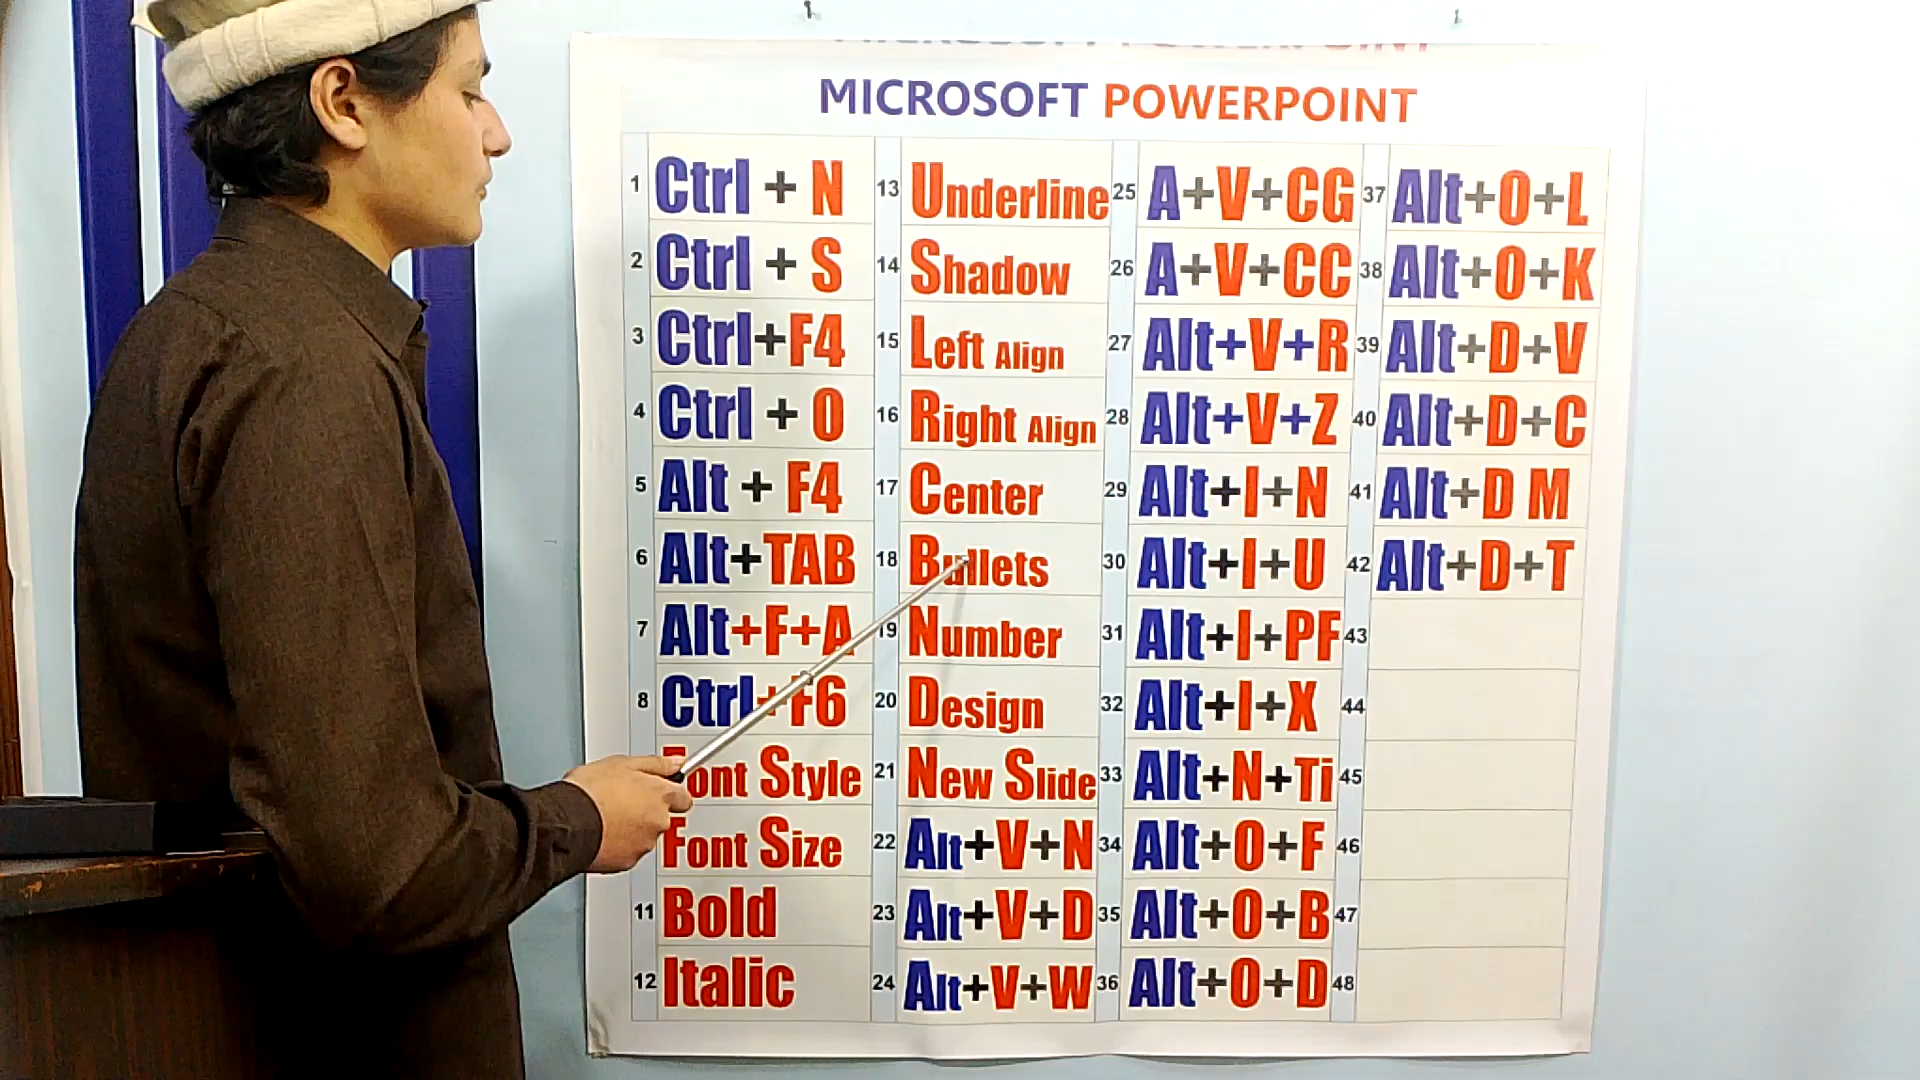 MICROSOFT POWERPOINT
1 Ctrl + N
2 Ctrl + S
3 Ctrl+F4
4 Ctrl + O
5 Alt + F4
6 Alt+TAB
7 Alt+F+A
8 Ctrl+F6
Font Style
Font Size
11 Bold
12 Italic
13 Underline
14 Shadow
15 Left Align
16 Right Align
17 Center
18 Bullets
19 Number
20 Design
21 New Slide
22 Alt+V+N
23 Alt+V+D
24 Alt+V+W
25 A+V+CG
26 A+V+CC
27 Alt+V+R
28 Alt+V+Z
29 Alt+I+N
30 Alt+I+U
31 Alt+I+PF
32 Alt+I+X
33 Alt+N+Ti
34 Alt+O+F
35 Alt+O+B
36 Alt+O+D
37 Alt+O+L
38 Alt+O+K
39 Alt+D+V
40 Alt+D+C
41 Alt+D M
42 Alt+D+T
43
44
45
46
47
48